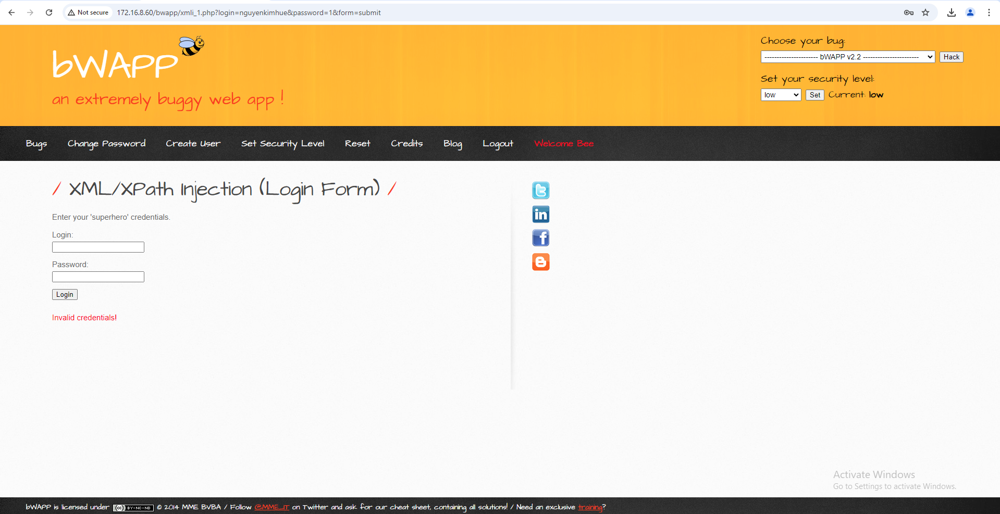 Not secure 172.16.8.60/bwapp/xmli_1.php?login=nguyenkimhue&password=1&form=submit
bWAPP
an extremely buggy web app !
Choose your bug:
---------------------- bWAPP v2.2 ----------------------- Hack
Set your security level:
low Set Current: low
Bugs Change Password Create User Set Security Level Reset Credits Blog Logout Welcome Bee
/ XML/XPath Injection (Login Form) /
Enter your 'superhero' credentials.
Login:
Password:
Login
Invalid credentials!
Activate Windows
Go to Settings to activate Windows.
bWAPP is licensed under (cc) BY-NC-ND © 2014 MME BVBA / Follow @MME_IT on Twitter and ask for our cheat sheet, containing all solutions! / Need an exclusive training?